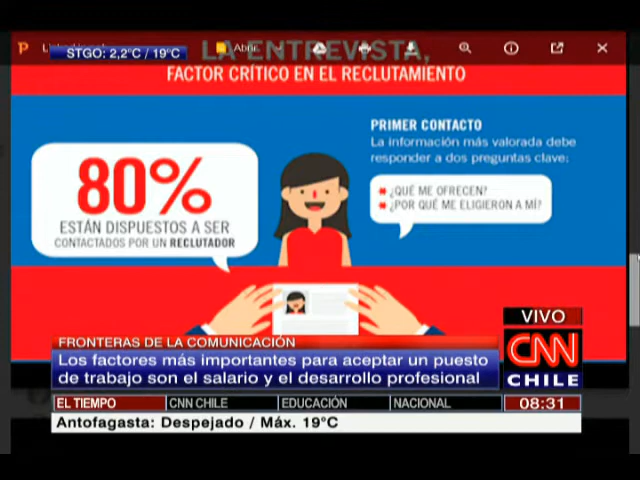 STGO: 2,2°C / 19°C
Abrir
LA ENTREVISTA,
FACTOR CRÍTICO EN EL RECLUTAMIENTO
80%
ESTÁN DISPUESTOS A SER
CONTACTADOS POR UN RECLUTADOR
PRIMER CONTACTO
La información más valorada debe
responder a dos preguntas clave:
¿QUÉ ME OFRECEN?
¿POR QUÉ ME ELIGIERON A MÍ?
FRONTERAS DE LA COMUNICACIÓN
Los factores más importantes para aceptar un puesto
de trabajo son el salario y el desarrollo profesional
VIVO
CNN
CHILE
EL TIEMPO CNN CHILE EDUCACIÓN NACIONAL 08:31
Antofagasta: Despejado / Máx. 19°C